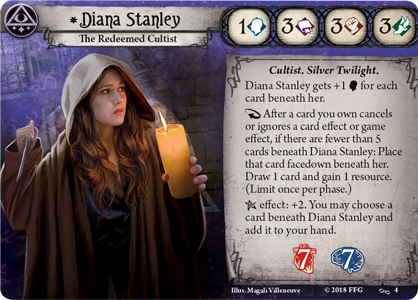 Diana Stanley
The Redeemed Cultist
1 3 3 3
Cultist. Silver Twilight.
Diana Stanley gets +1 for each
card beneath her.
After a card you own cancels
or ignores a card effect or game
effect, if there are fewer than 5
cards beneath Diana Stanley: Place
that card facedown beneath her.
Draw 1 card and gain 1 resource.
(Limit once per phase.)
effect: +2. You may choose a
card beneath Diana Stanley and
add it to your hand.
7 7
Illus. Magali Villeneuve © 2018 FFG 4